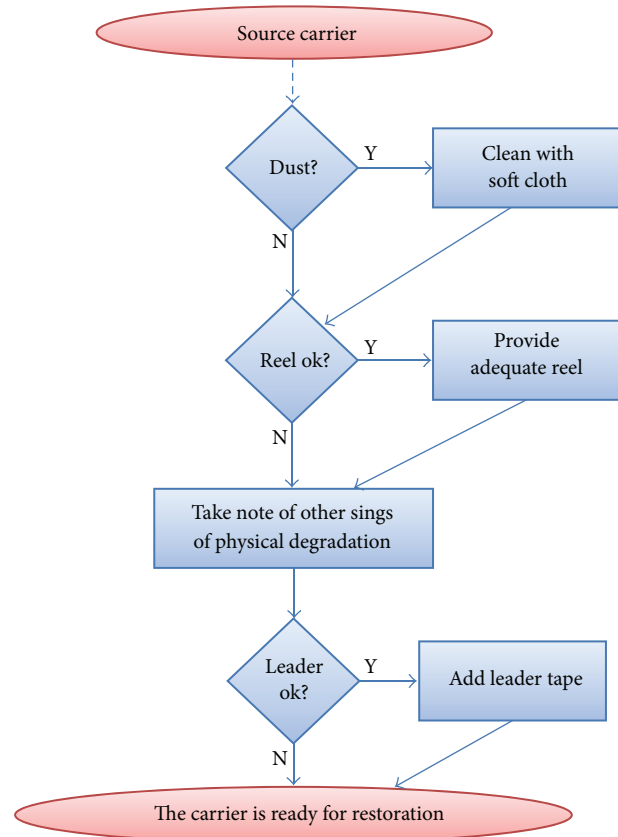 Source carrier
Dust?
Y
Clean with
soft cloth
N
Reel ok?
Y
Provide
adequate reel
N
Take note of other sings
of physical degradation
Leader
ok?
Y
Add leader tape
N
The carrier is ready for restoration